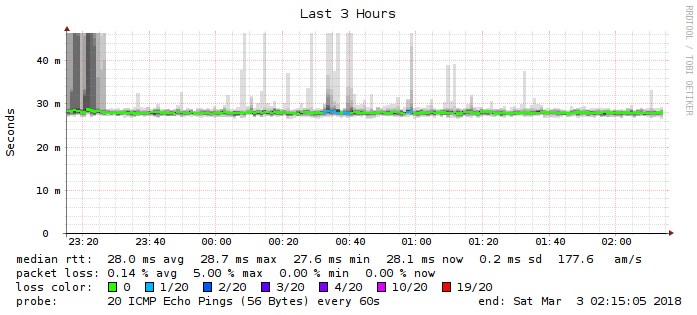 Last 3 Hours
RRDTOOL / TOBI OETIKER
Seconds
40 m
30 m
20 m
10 m
0
23:20 23:40 00:00 00:20 00:40 01:00 01:20 01:40 02:00
median rtt: 28.0 ms avg 28.7 ms max 27.6 ms min 28.1 ms now 0.2 ms sd 177.6 am/s
packet loss: 0.14 % avg 5.00 % max 0.00 % min 0.00 % now
loss color: 0 1/20 2/20 3/20 4/20 10/20 19/20
probe: 20 ICMP Echo Pings (56 Bytes) every 60s end: Sat Mar 3 02:15:05 2018